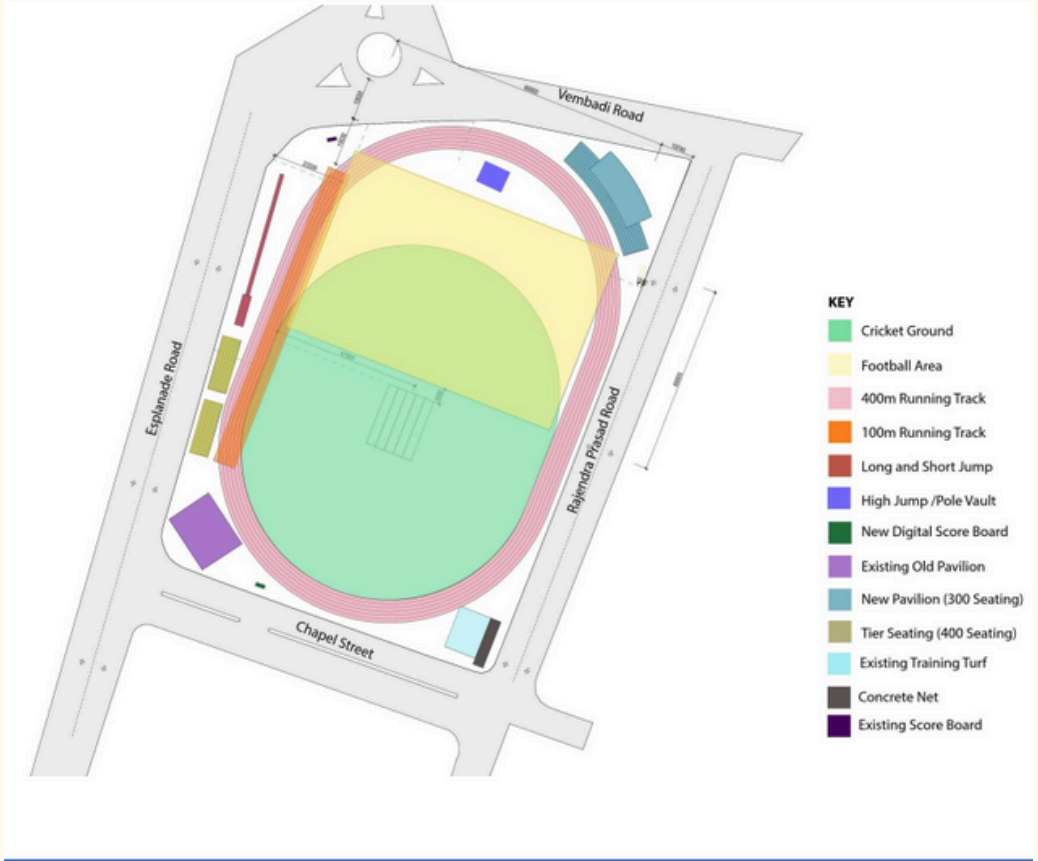 Vembadi Road
Esplanade Road
Rajendra Prasad Road
Chapel Street
KEY
Cricket Ground
Football Area
400m Running Track
100m Running Track
Long and Short Jump
High Jump /Pole Vault
New Digital Score Board
Existing Old Pavilion
New Pavilion (300 Seating)
Tier Seating (400 Seating)
Existing Training Turf
Concrete Net
Existing Score Board